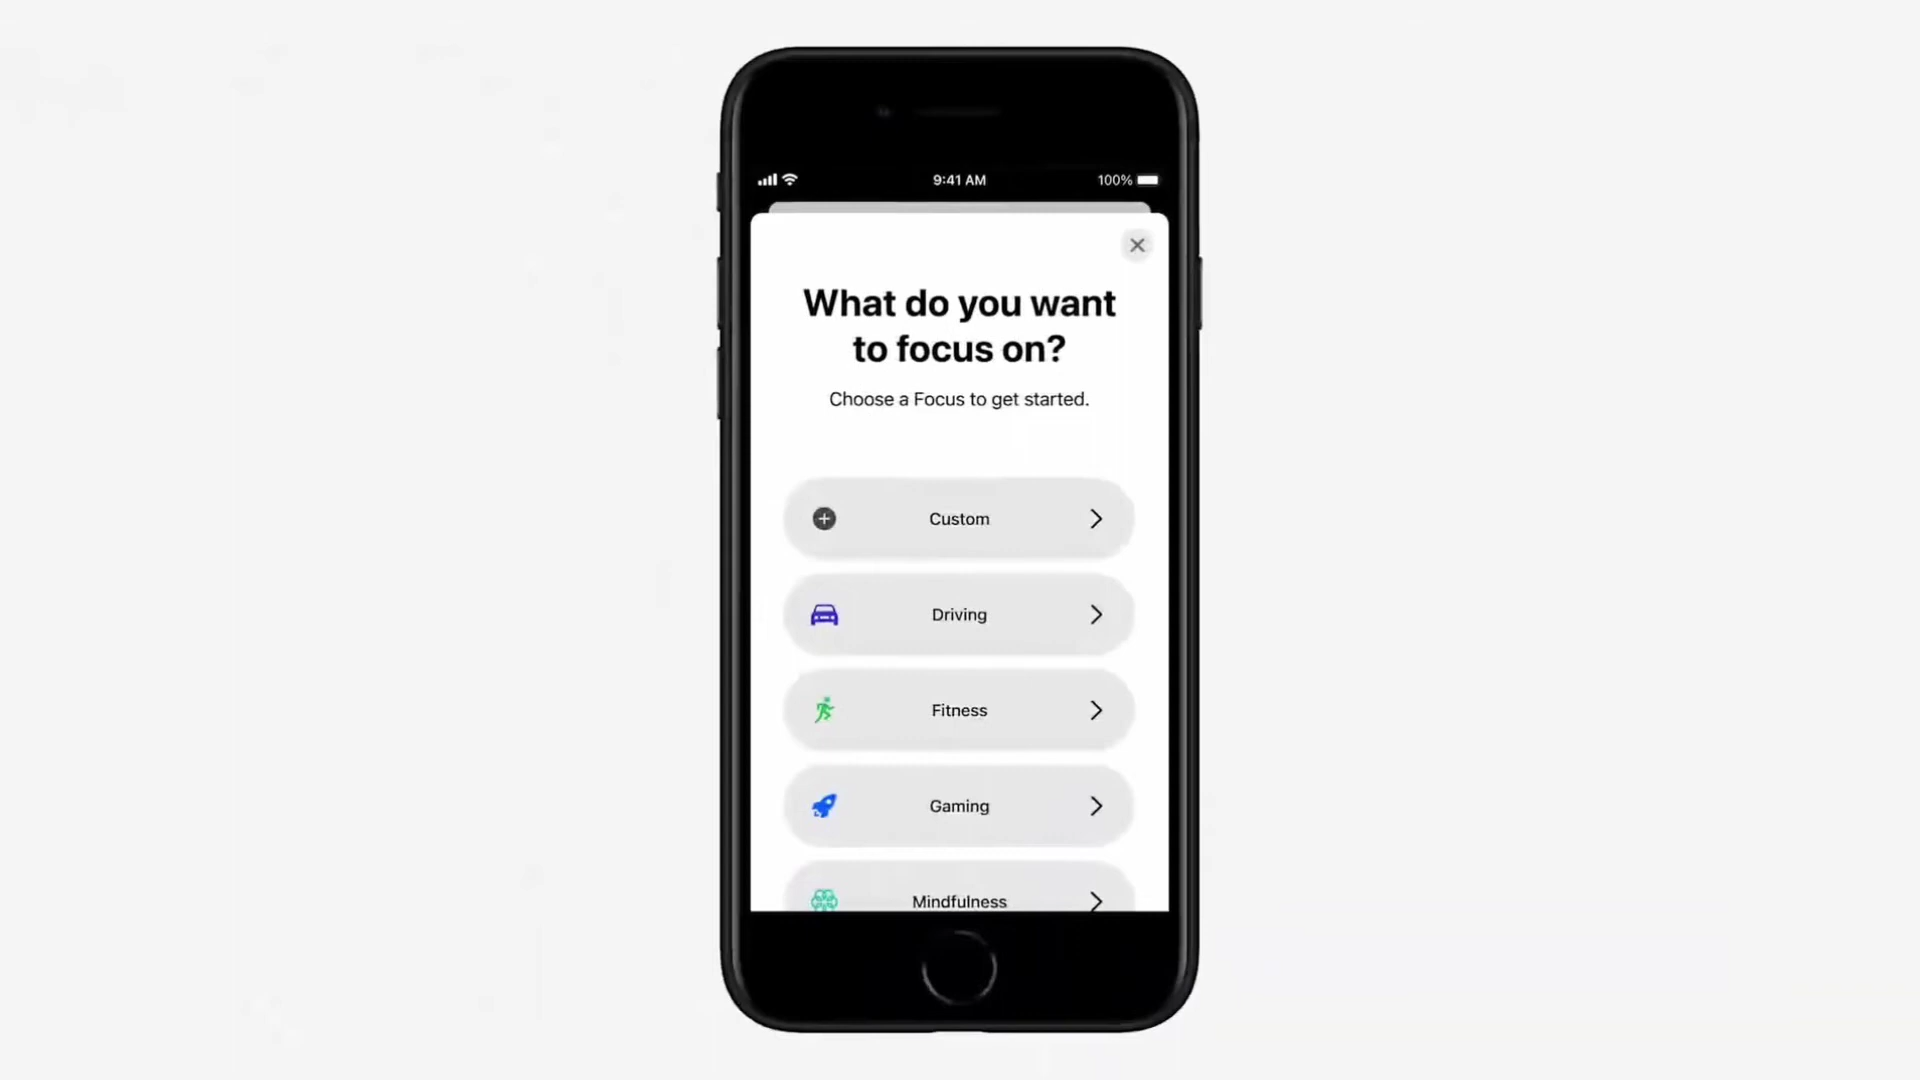 9:41 AM
100%
What do you want
to focus on?
Choose a Focus to get started.
Custom
Driving
Fitness
Gaming
Mindfulness